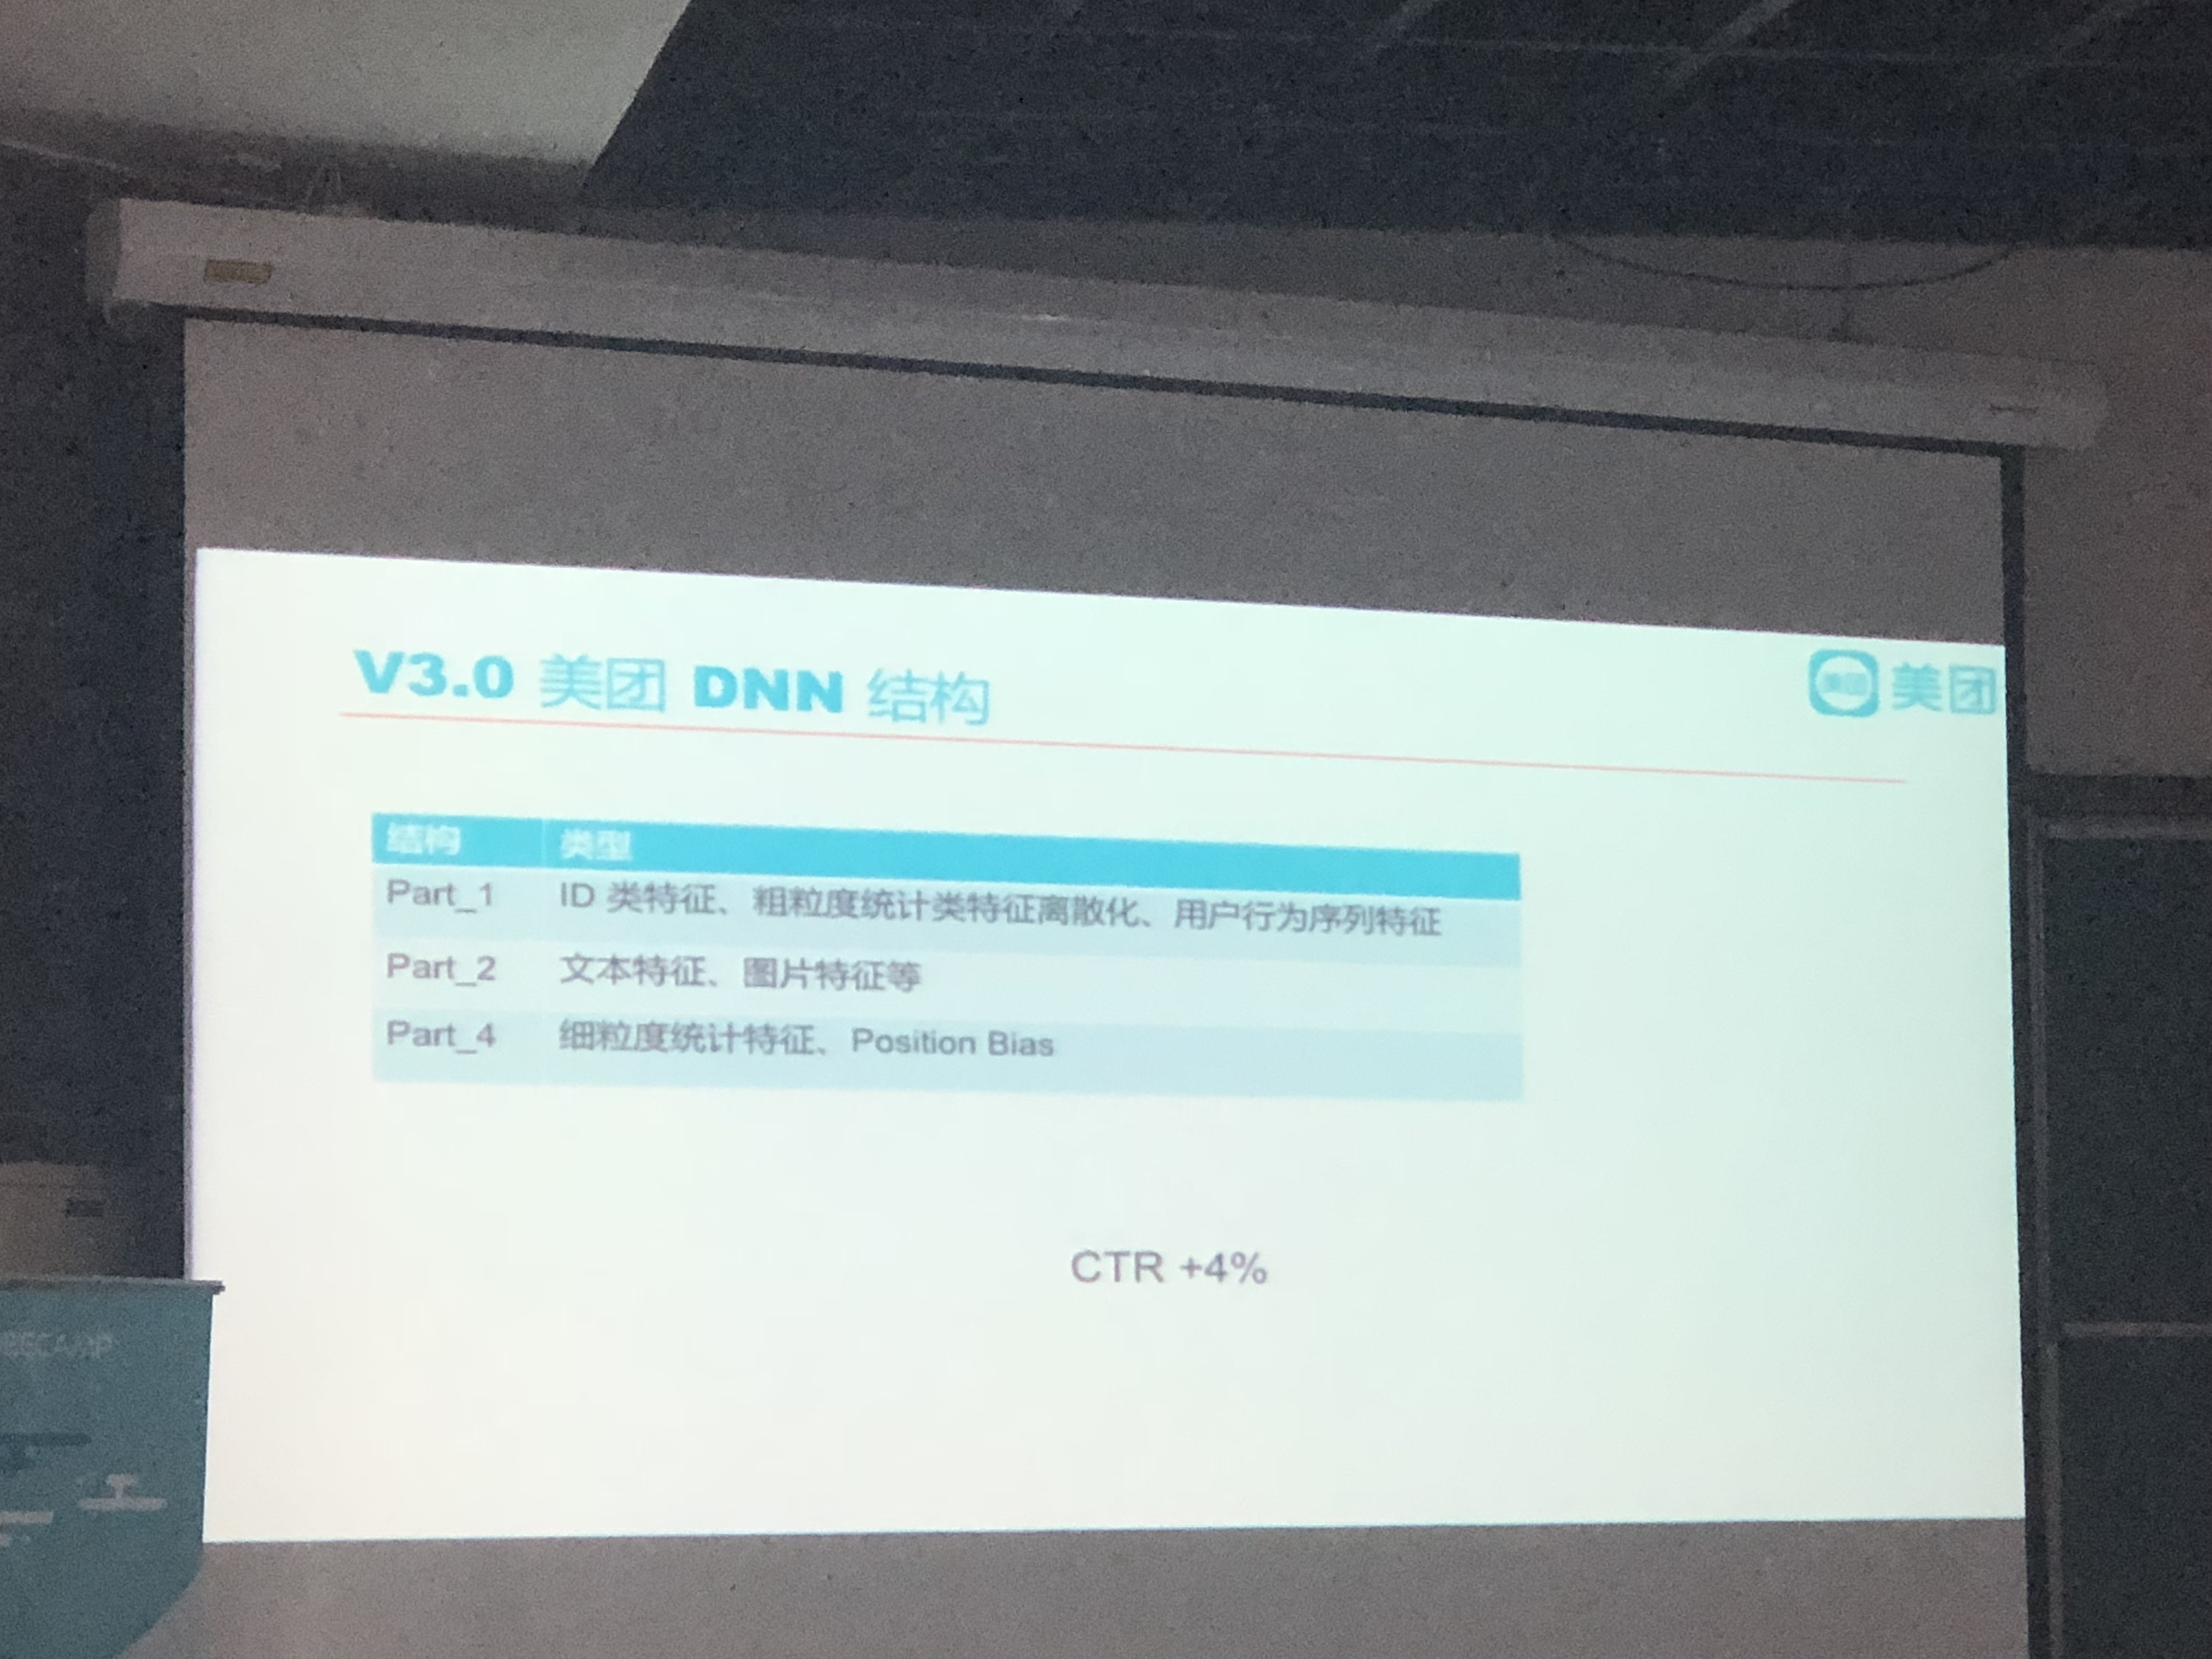 V3.0 美团 DNN 结构
美团
结构 类型
Part_1 ID 类特征、粗粒度统计类特征离散化、用户行为序列特征
Part_2 文本特征、图片特征等
Part_4 细粒度统计特征、Position Bias
CTR +4%